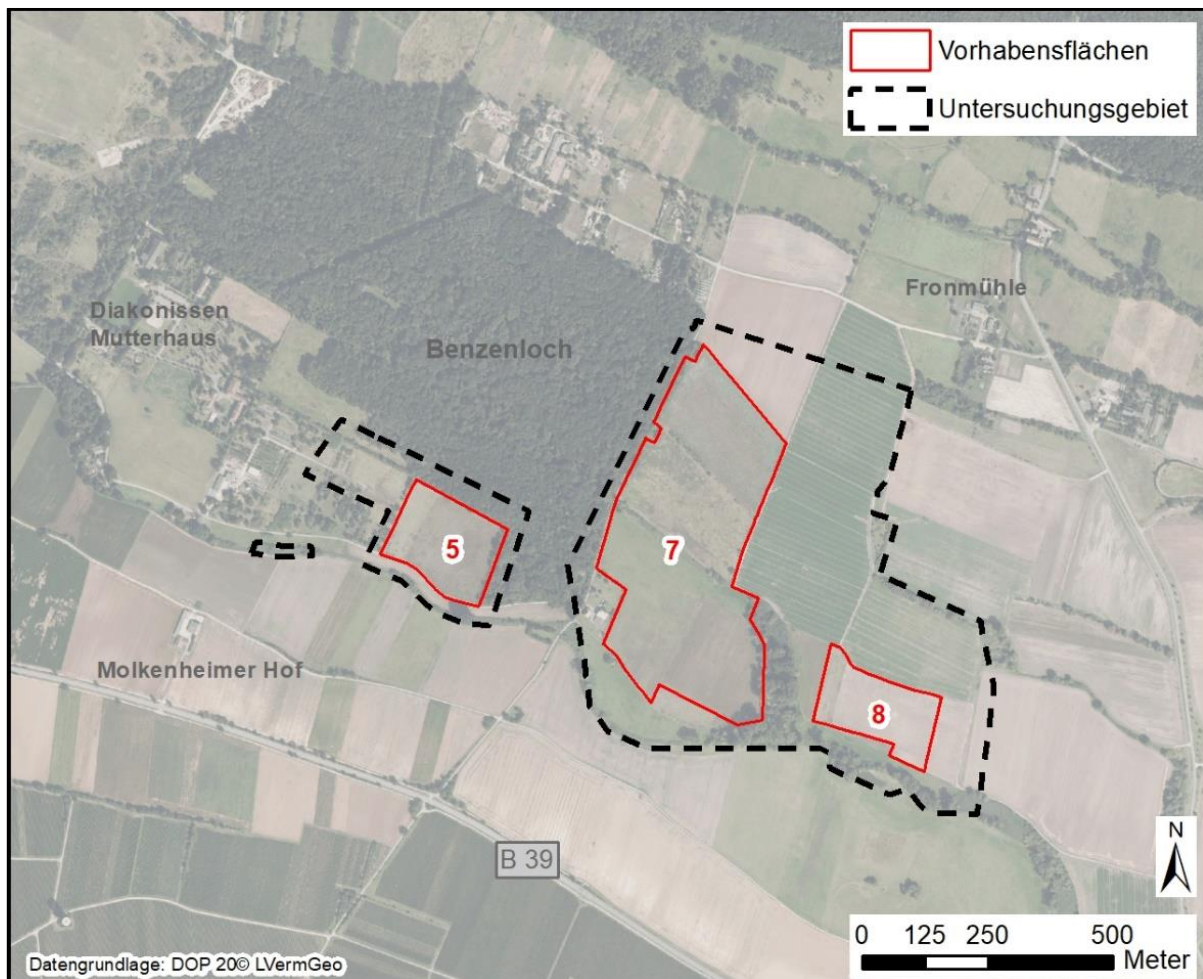 Vorhabensflächen
Untersuchungsgebiet
Fronmühle
Diakonissen
Mutterhaus
Benzenloch
5
7
Molkenheimer Hof
8
B 39
N
0 125 250 500
Meter
Datengrundlage: DOP 20© LVermGeo